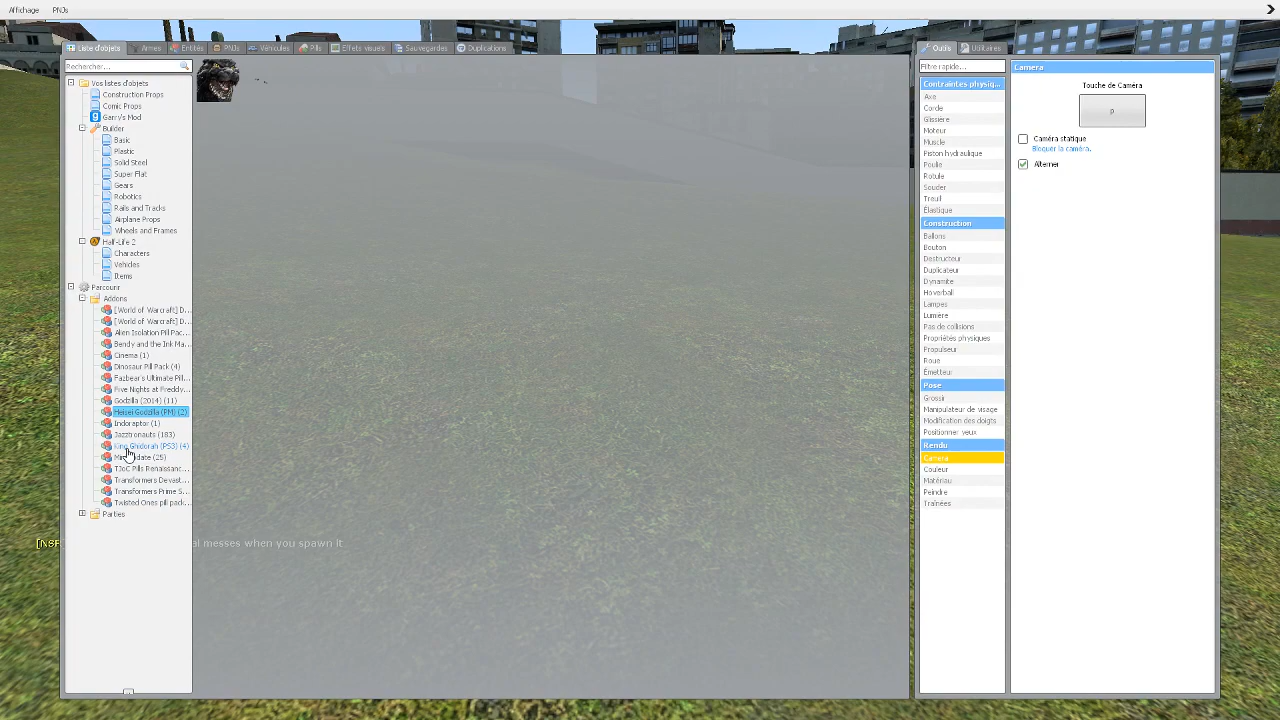 Affichage PNJs
Liste d'objets Armes Entités PNJs Véhicules Pills Effets visuels Sauvegardes Duplications
Rechercher...
Vos listes d'objets
Construction Props
Comic Props
Garry's Mod
Builder
Basic
Plastic
Solid Steel
Super Flat
Gears
Robotics
Rails and Tracks
Airplane Props
Wheels and Frames
Half-Life 2
Characters
Vehicles
Items
Parcourir
Addons
[World of Warcraft] D...
[World of Warcraft] D...
Alien Isolation Pill Pac...
Bendy and the Ink Ma...
Cinema (1)
Dinosaur Pill Pack (4)
Fazbear's Ultimate Pill...
Five Nights at Freddy...
Godzilla (2014) (11)
Heisei Godzilla (PM) (2)
Indoraptor (1)
Jazztronauts (183)
King Ghidorah (PS3) (4)
(25)
TJoC Pills Renaissanc...
Transformers Devast...
Transformers Prime S...
Twisted Ones pill pack...
Parties
messes when you spawn it
Outils Utilitaires
Filtre rapide...
Contraintes physiq...
Axe
Corde
Glissière
Moteur
Muscle
Piston hydraulique
Poulie
Rotule
Souder
Treuil
Élastique
Construction
Ballons
Bouton
Destructeur
Duplicateur
Dynamite
Hoverball
Lampes
Lumière
Pas de collisions
Propriétés physiques
Propulseur
Roue
Émetteur
Pose
Grossir
Manipulateur de visage
Modification des doigts
Positionner yeux
Rendu
Caméra
Couleur
Matériau
Peindre
Traînées
Caméra
Touche de Caméra
P
Caméra statique
Bloquer la caméra.
Alterner